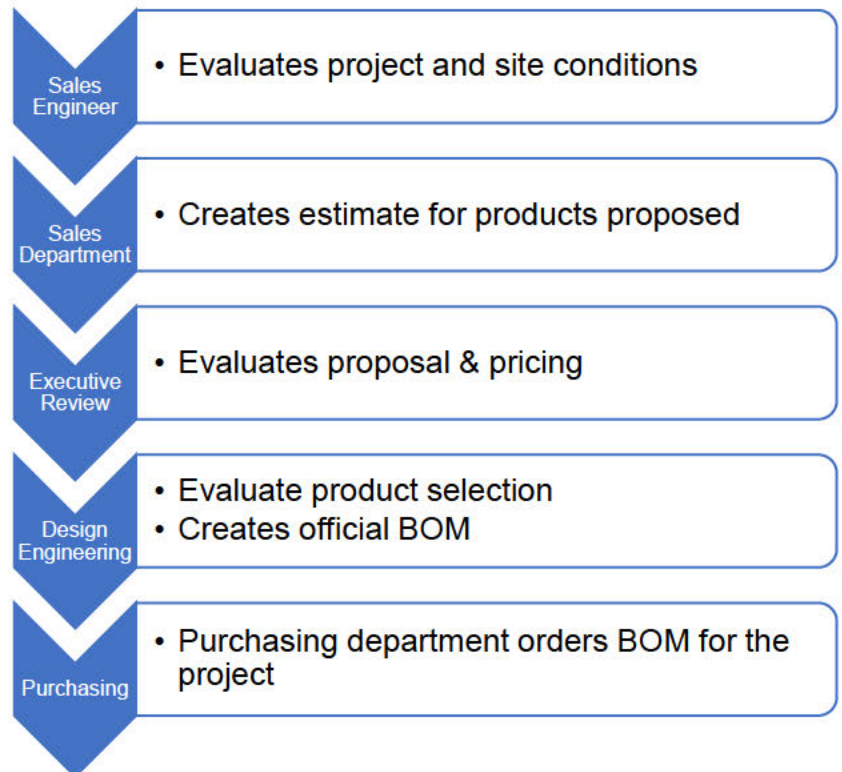 Sales
Engineer
• Evaluates project and site conditions
Sales
Department
• Creates estimate for products proposed
Executive
Review
• Evaluates proposal & pricing
Design
Engineering
• Evaluate product selection
• Creates official BOM
Purchasing
• Purchasing department orders BOM for the
project